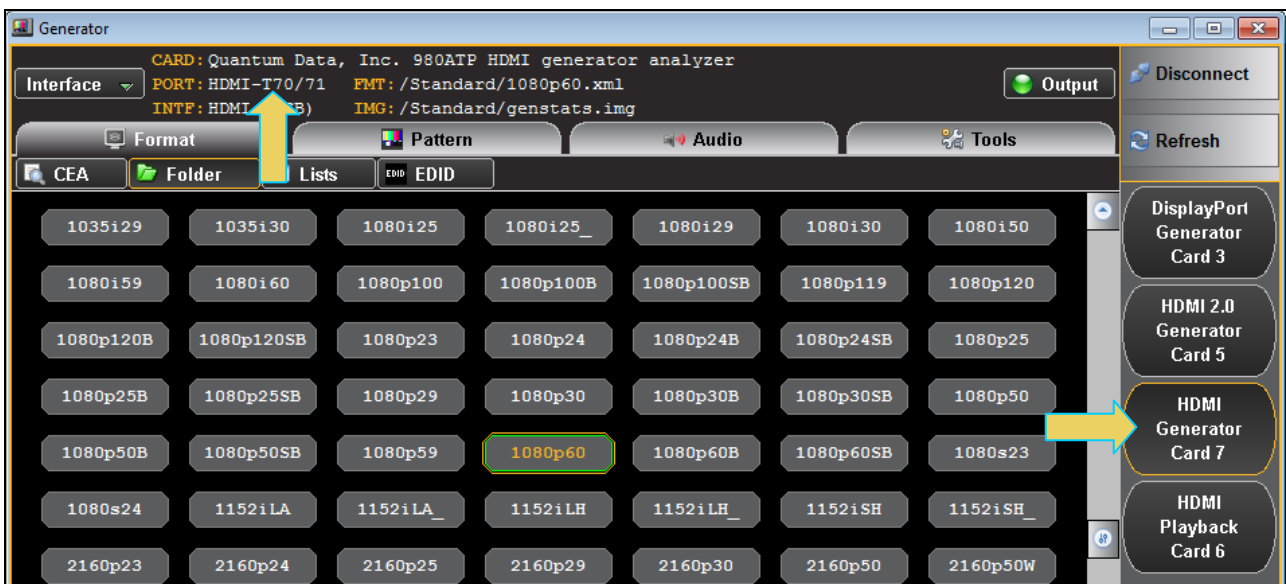 Generator
CARD: Quantum Data, Inc. 980ATP HDMI generator analyzer
Interface
PORT: HDMI-T70/71 FMT: /Standard/1080p60.xml
INTF: HDMI IMG: /Standard/genstats.img
Output
Disconnect
Refresh
Format Pattern Audio Tools
CEA Folder Lists EDID EDID
1035i29 1035i30 1080i25 1080i25_ 1080i29 1080i30 1080i50
1080i59 1080i60 1080p100 1080p100B 1080p100SB 1080p119 1080p120
1080p120B 1080p120SB 1080p23 1080p24 1080p24B 1080p24SB 1080p25
1080p25B 1080p25SB 1080p29 1080p30 1080p30B 1080p30SB 1080p50
1080p50B 1080p50SB 1080p59 1080p60 1080p60B 1080p60SB 1080s23
1080s24 1152iLA 1152iLA_ 1152iLH 1152iLH_ 1152iSH 1152iSH_
2160p23 2160p24 2160p25 2160p29 2160p30 2160p50 2160p50W
DisplayPort
Generator
Card 3
HDMI 2.0
Generator
Card 5
HDMI
Generator
Card 7
HDMI
Playback
Card 6